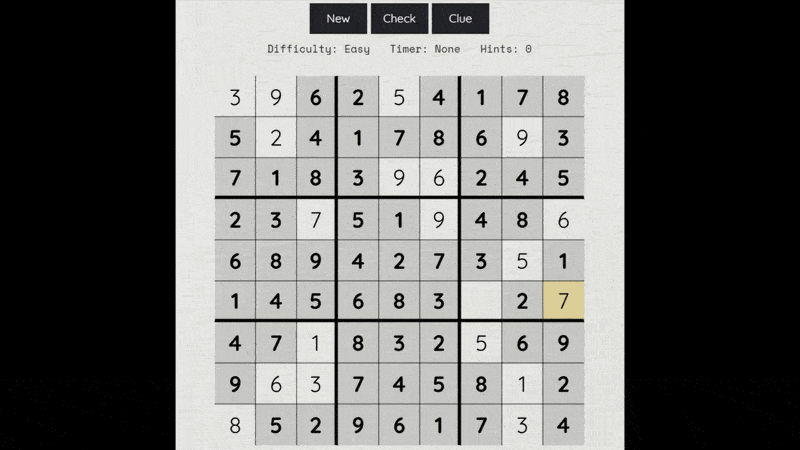 New Check Clue
Difficulty: Easy Timer: None Hints: 0
3 9 6 2 5 4 1 7 8
5 2 4 1 7 8 6 9 3
7 1 8 3 9 6 2 4 5
2 3 7 5 1 9 4 8 6
6 8 9 4 2 7 3 5 1
1 4 5 6 8 3 2 7
4 7 1 8 3 2 5 6 9
9 6 3 7 4 5 8 1 2
8 5 2 9 6 1 7 3 4